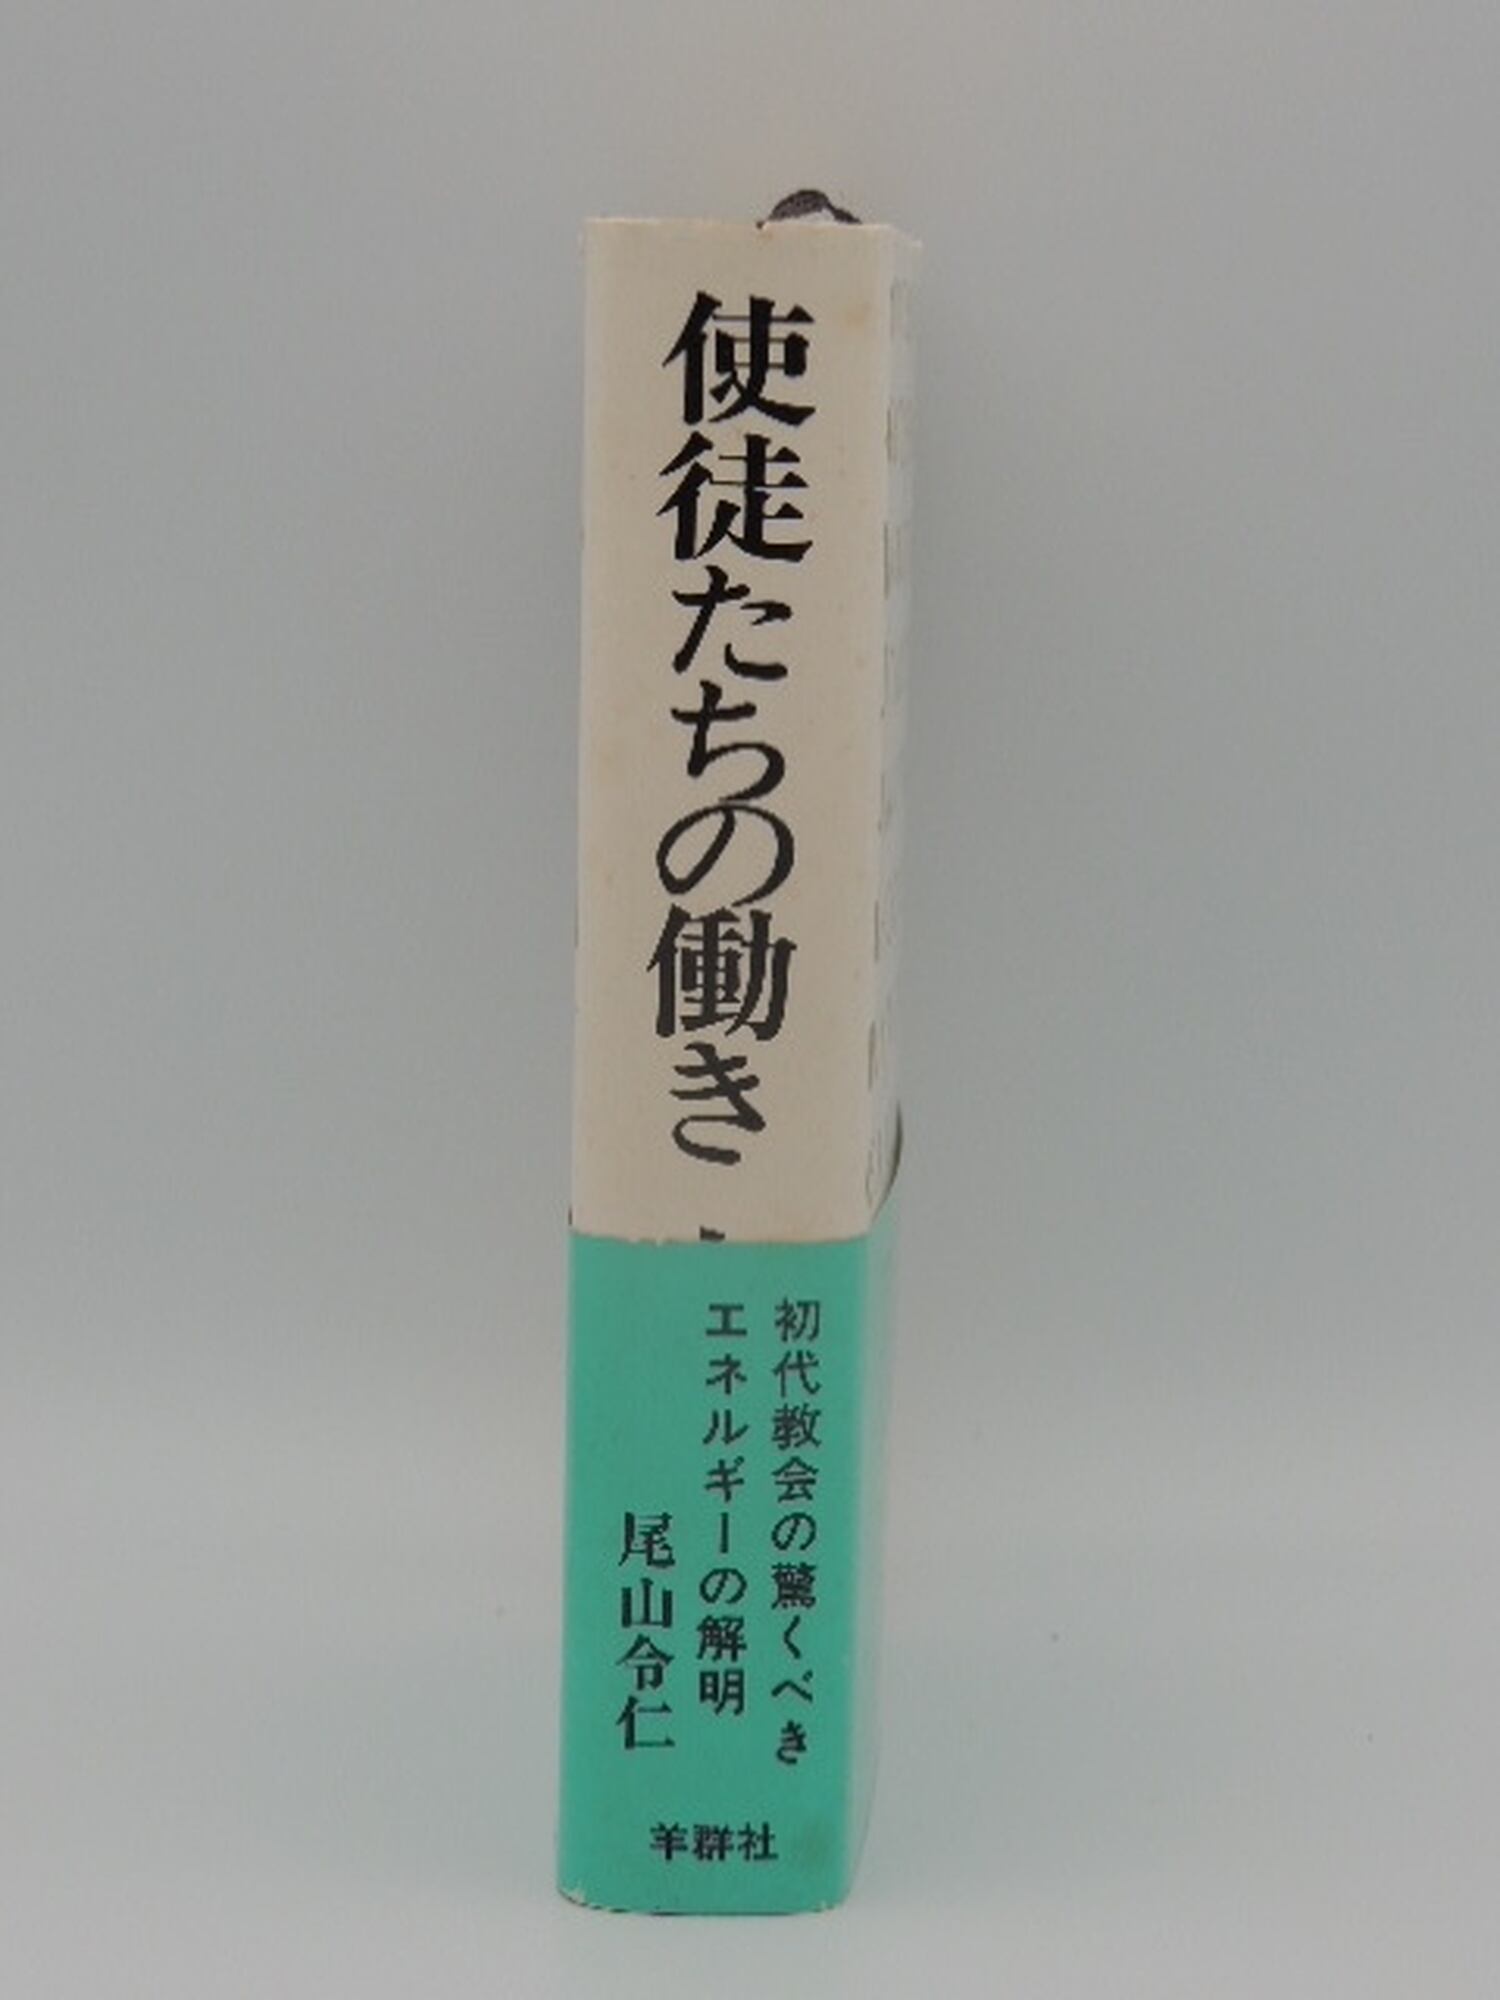 使徒たちの働き
初代教会の驚くべき
エネルギーの解明
尾山令仁
羊群社